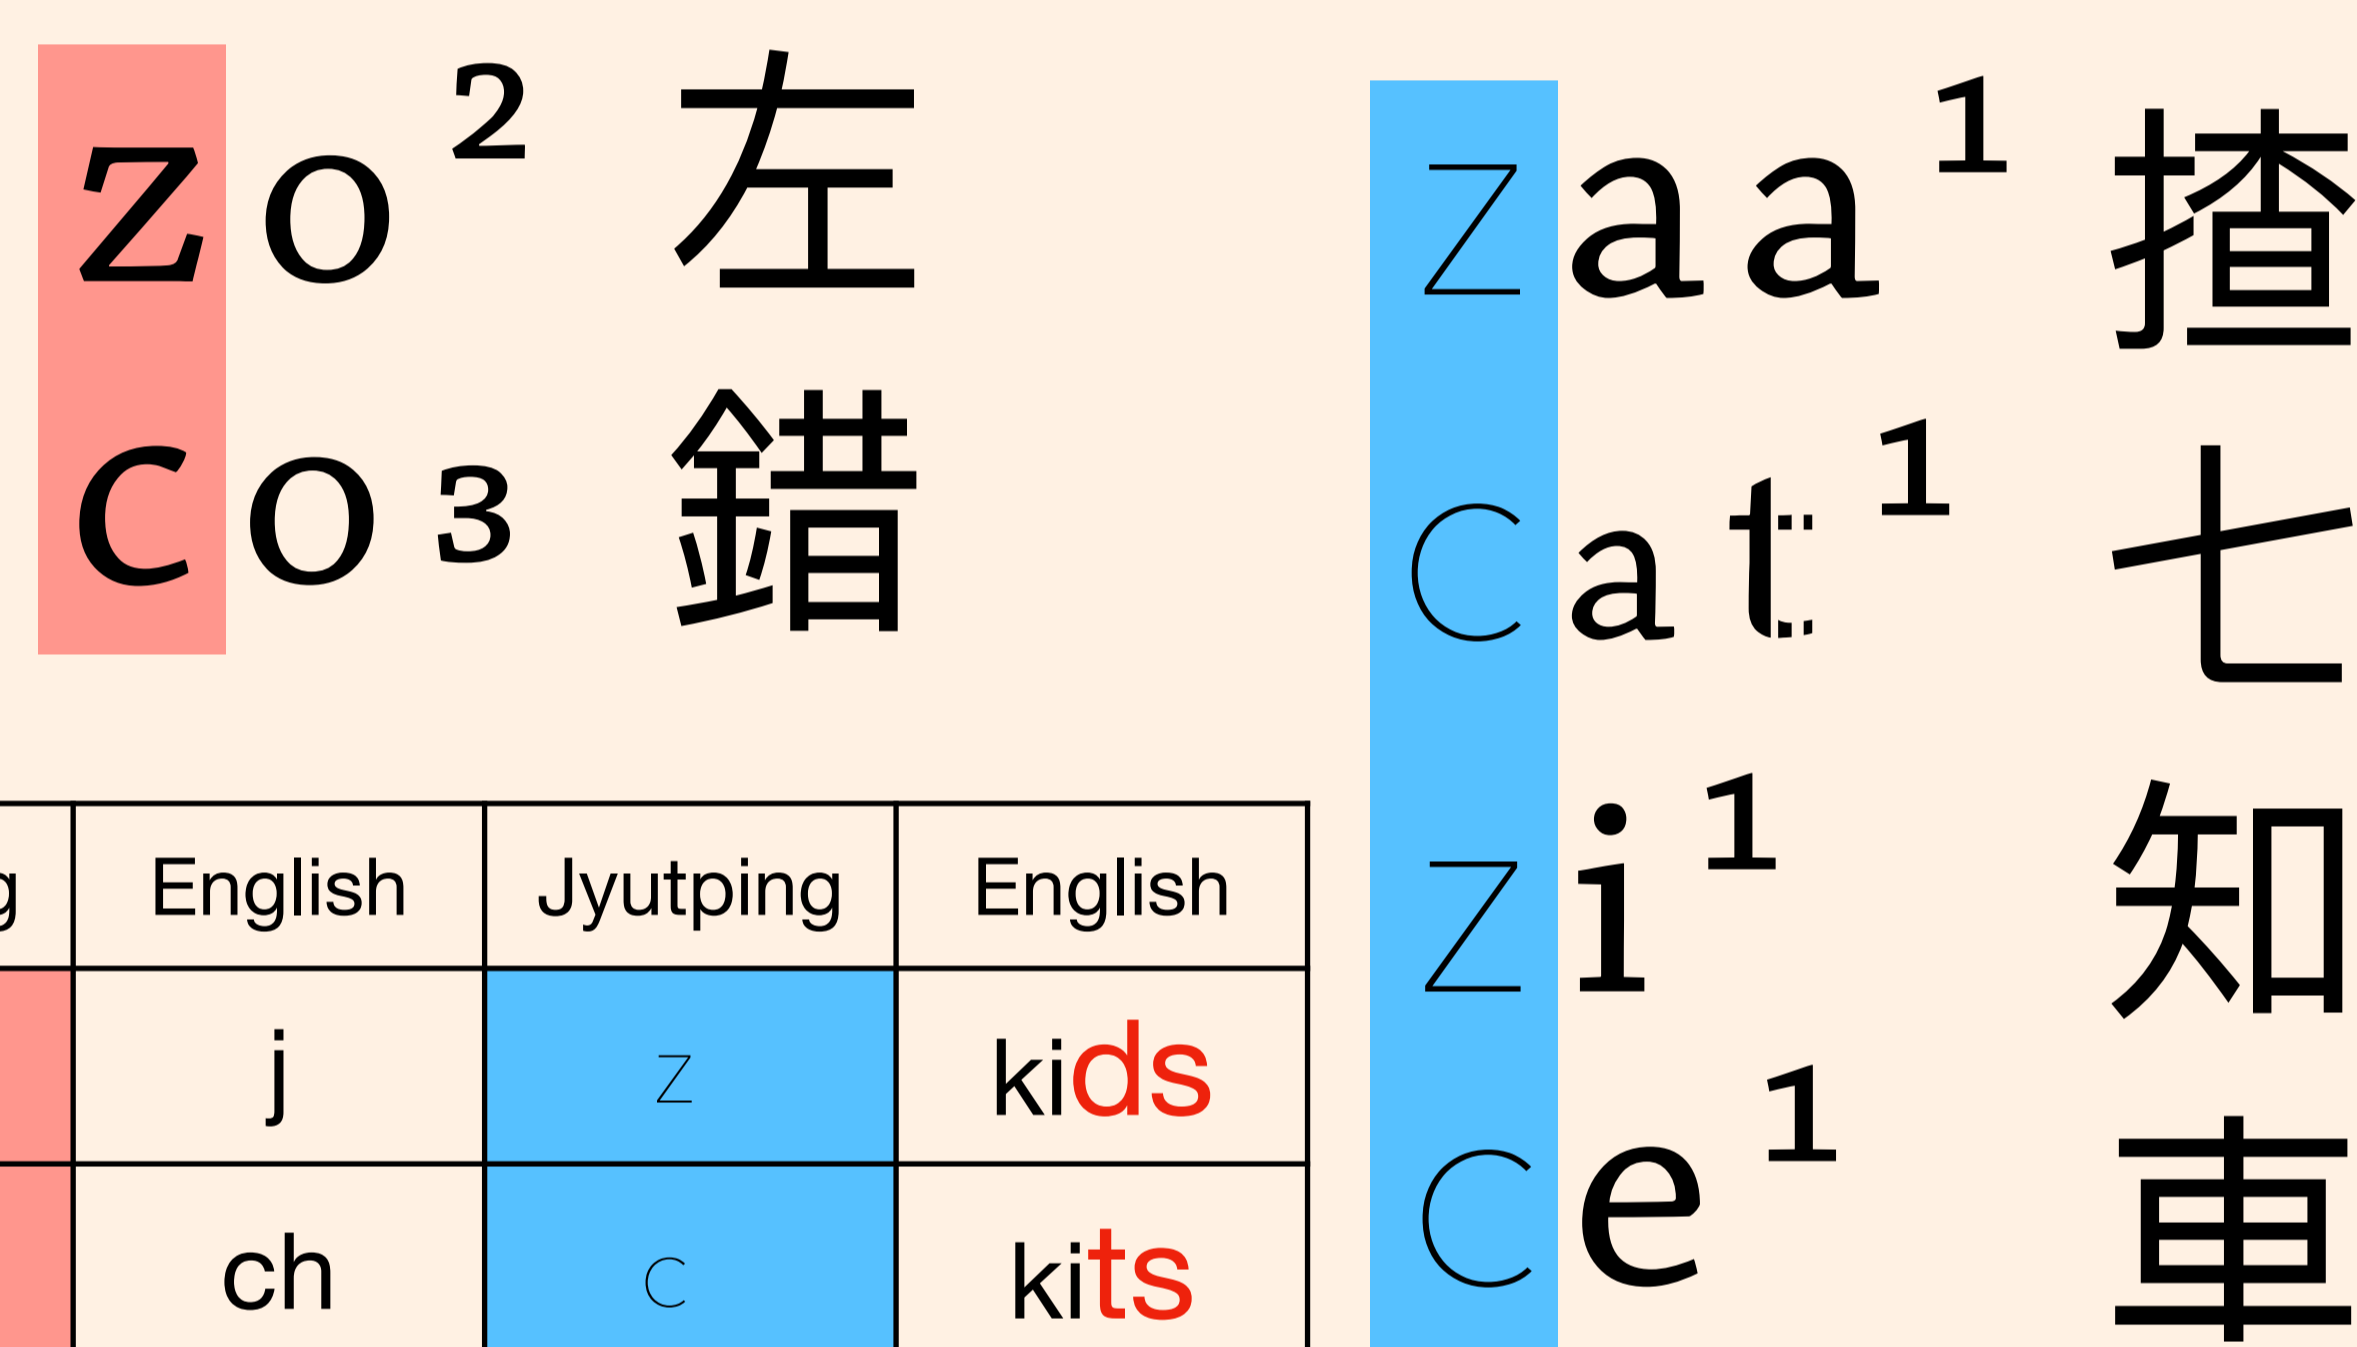 zo² 左
co³ 錯
g English Jyutping English
j z kids
ch c kits
zaa¹ 揸
cat¹ 七
zi¹ 知
ce¹ 車